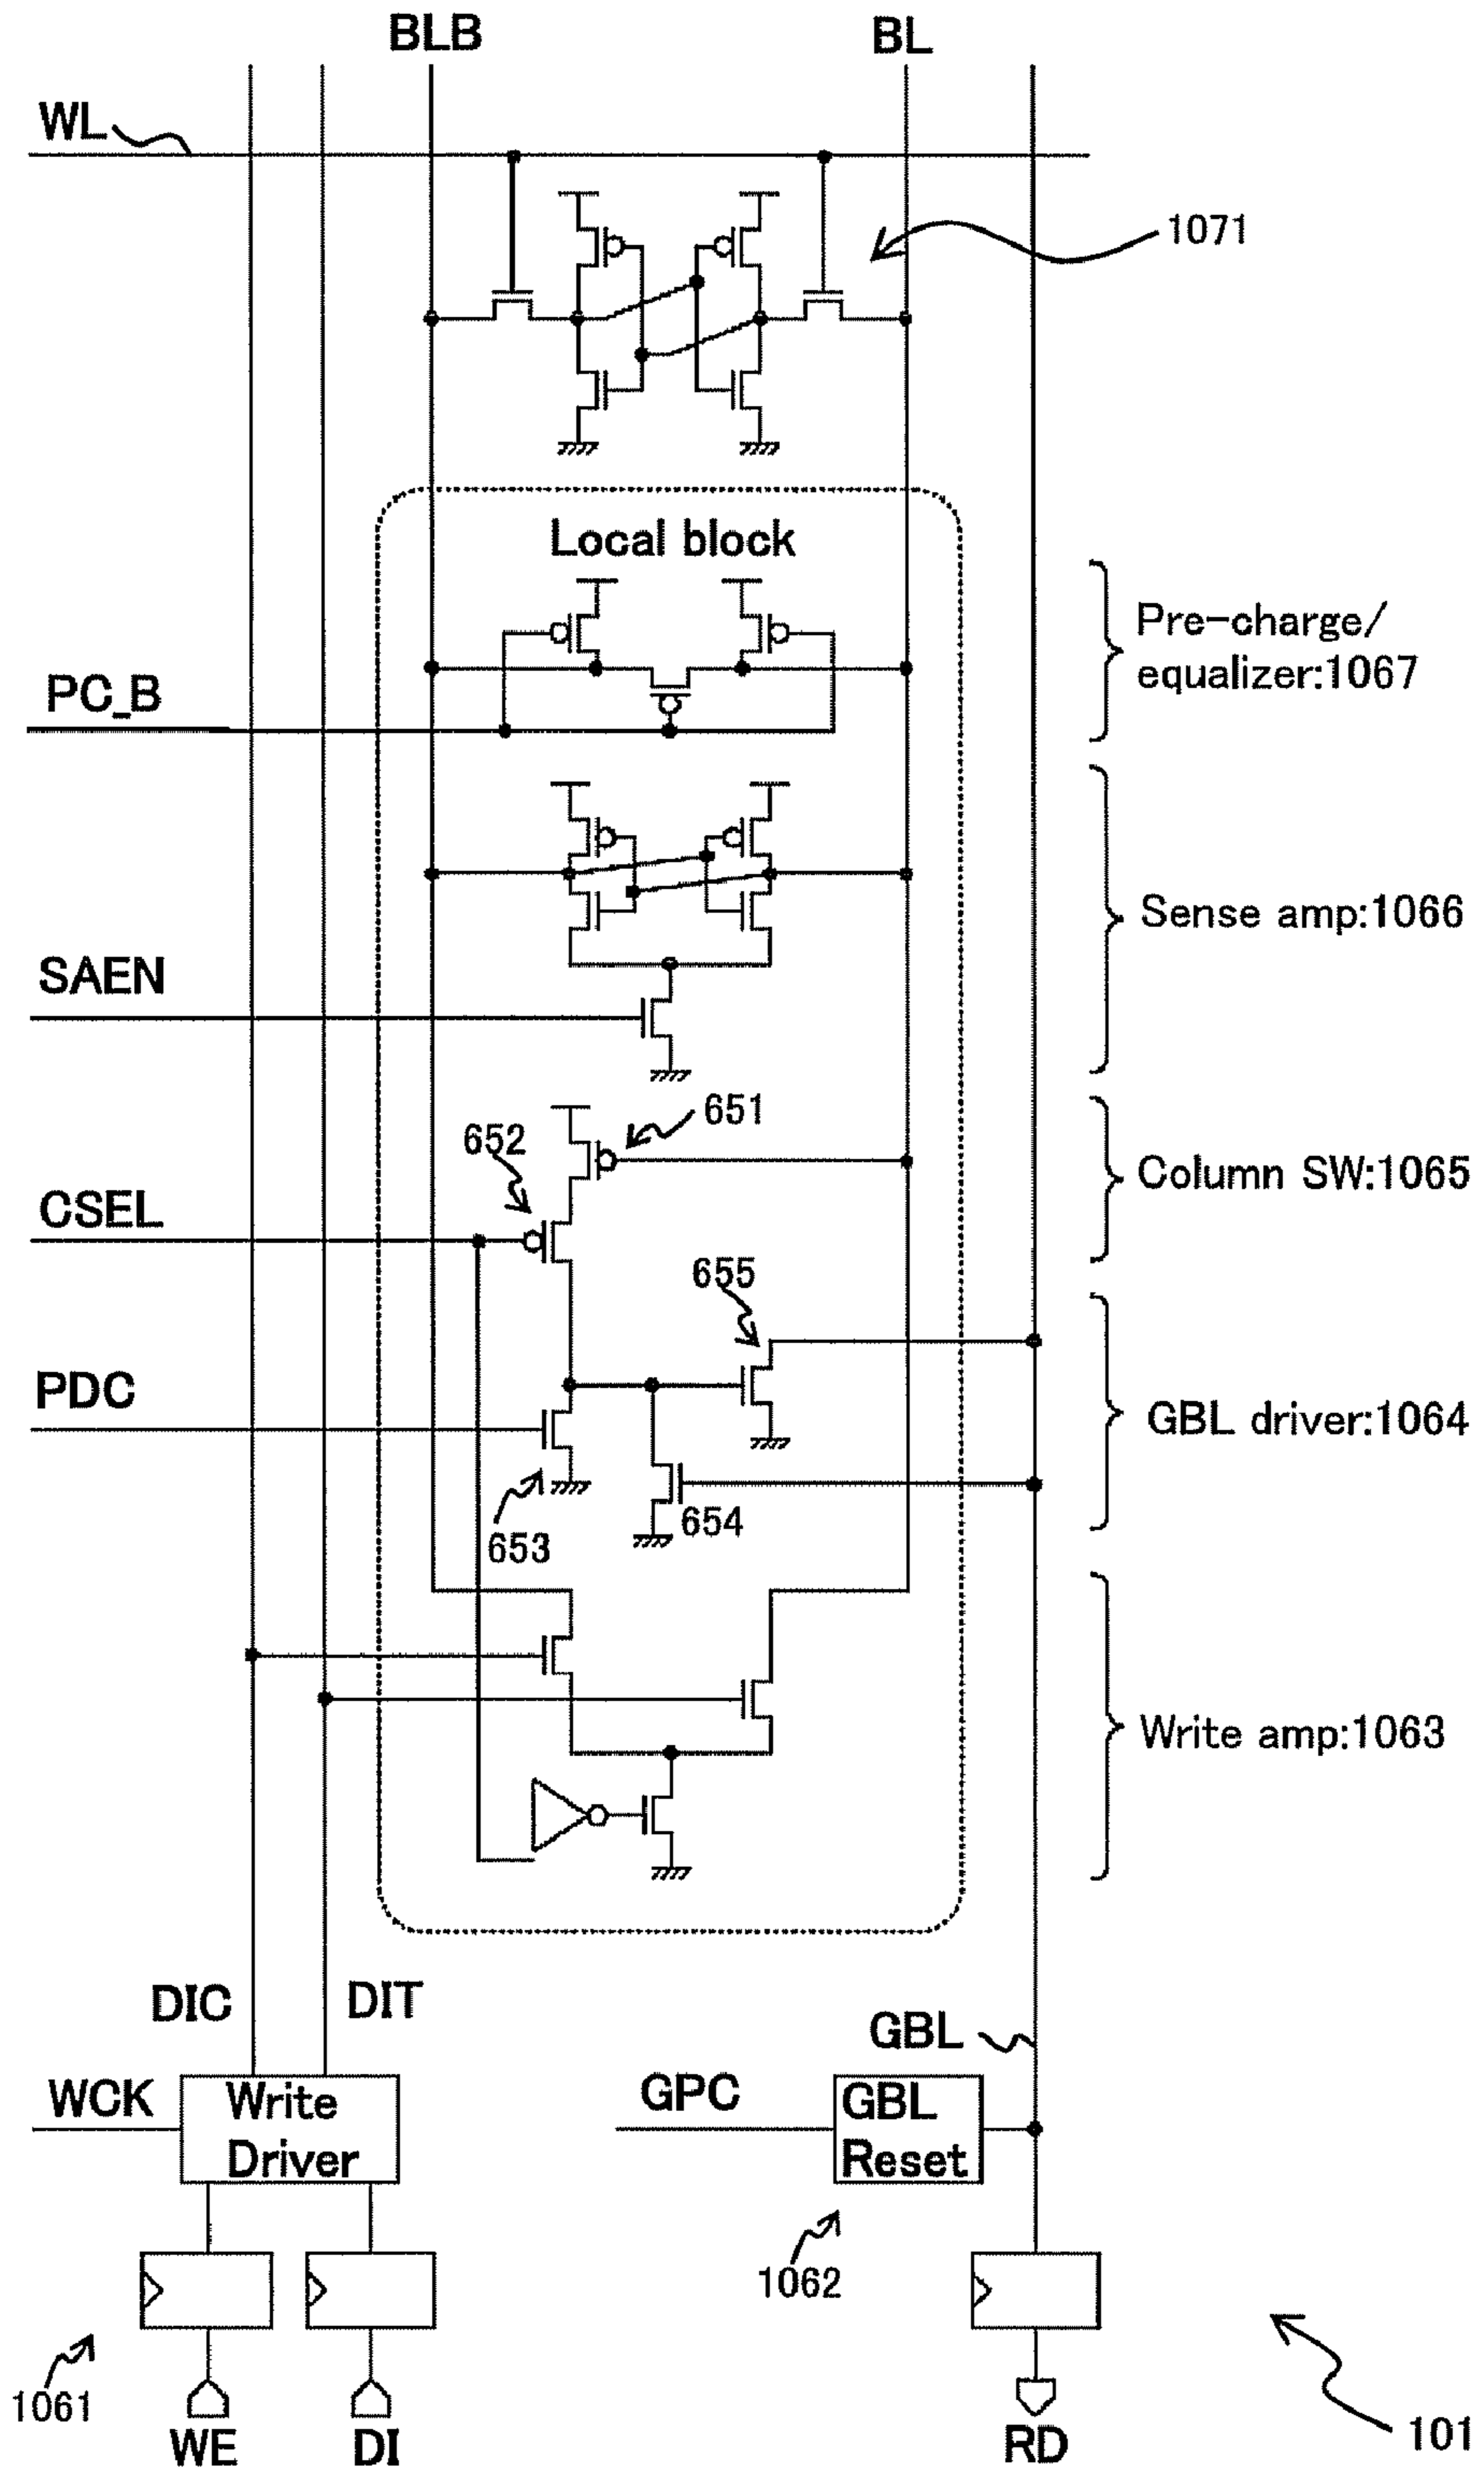 BLB
BL
WL
1071
Local block
Pre-charge/
equalizer:1067
PC_B
Sense amp:1066
SAEN
651
652
Column SW:1065
CSEL
655
PDC
GBL driver:1064
654
653
Write amp:1063
DIC
DIT
GBL
WCK
Write
Driver
GPC
GBL
Reset
1062
1061
WE
DI
RD
101